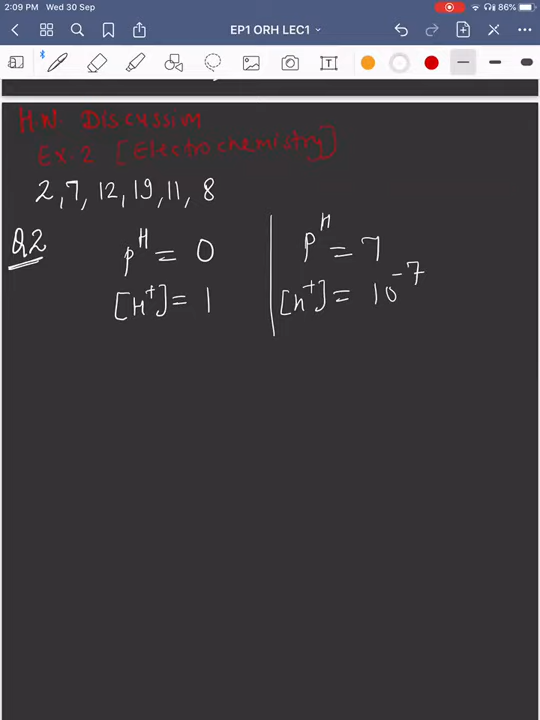 2:09 PM Wed 30 Sep 86%
EP1 ORH LEC1
H.W. Discussim
Ex-2 [Electrochemistry]
2, 7, 12, 19, 11, 8
Q2
pH = 0
[H+] = 1
pH = 7
[h+] = 10⁻⁷